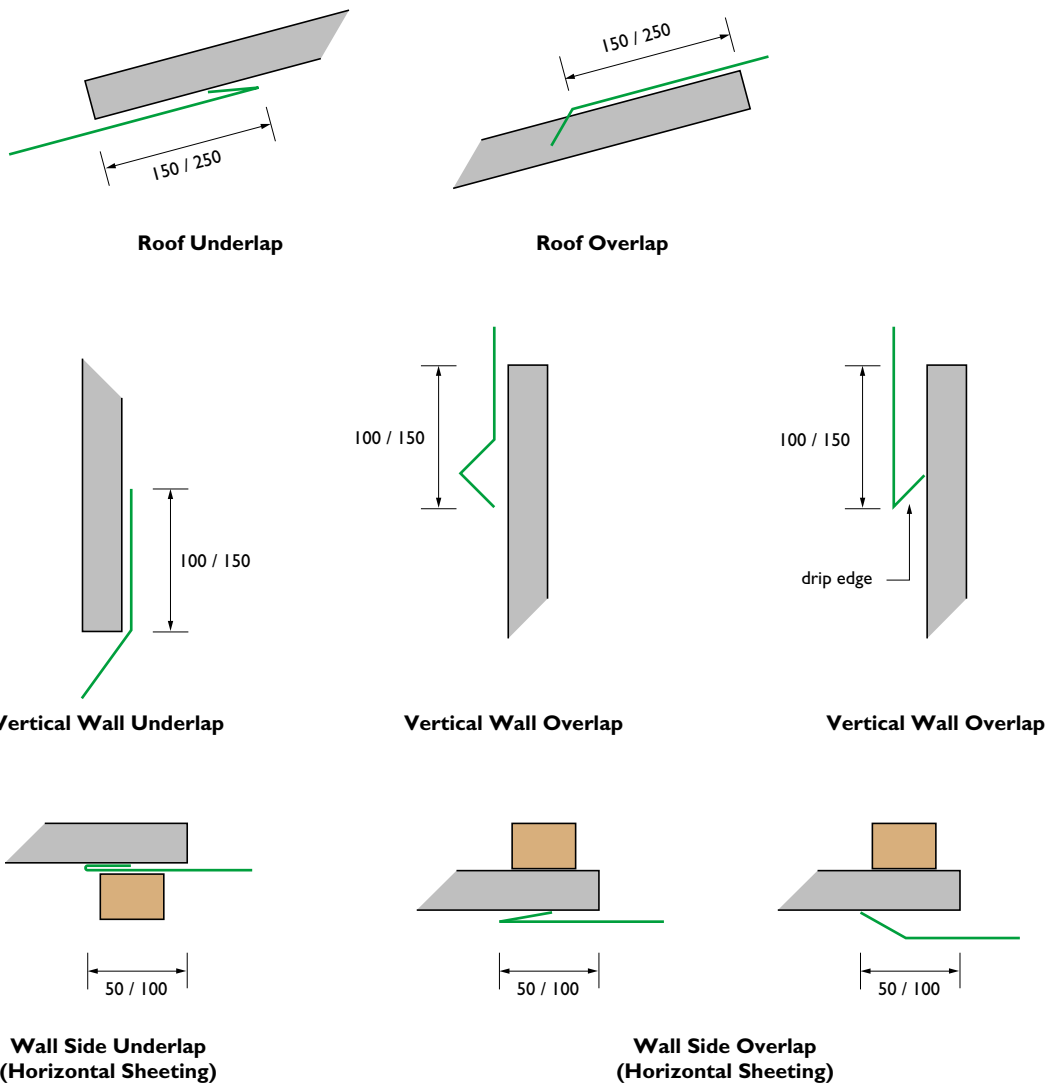 150 / 250
150 / 250
Roof Underlap
Roof Overlap
100 / 150
100 / 150
100 / 150
drip edge
Vertical Wall Underlap
Vertical Wall Overlap
Vertical Wall Overlap
50 / 100
50 / 100
50 / 100
Wall Side Underlap
(Horizontal Sheeting)
Wall Side Overlap
(Horizontal Sheeting)